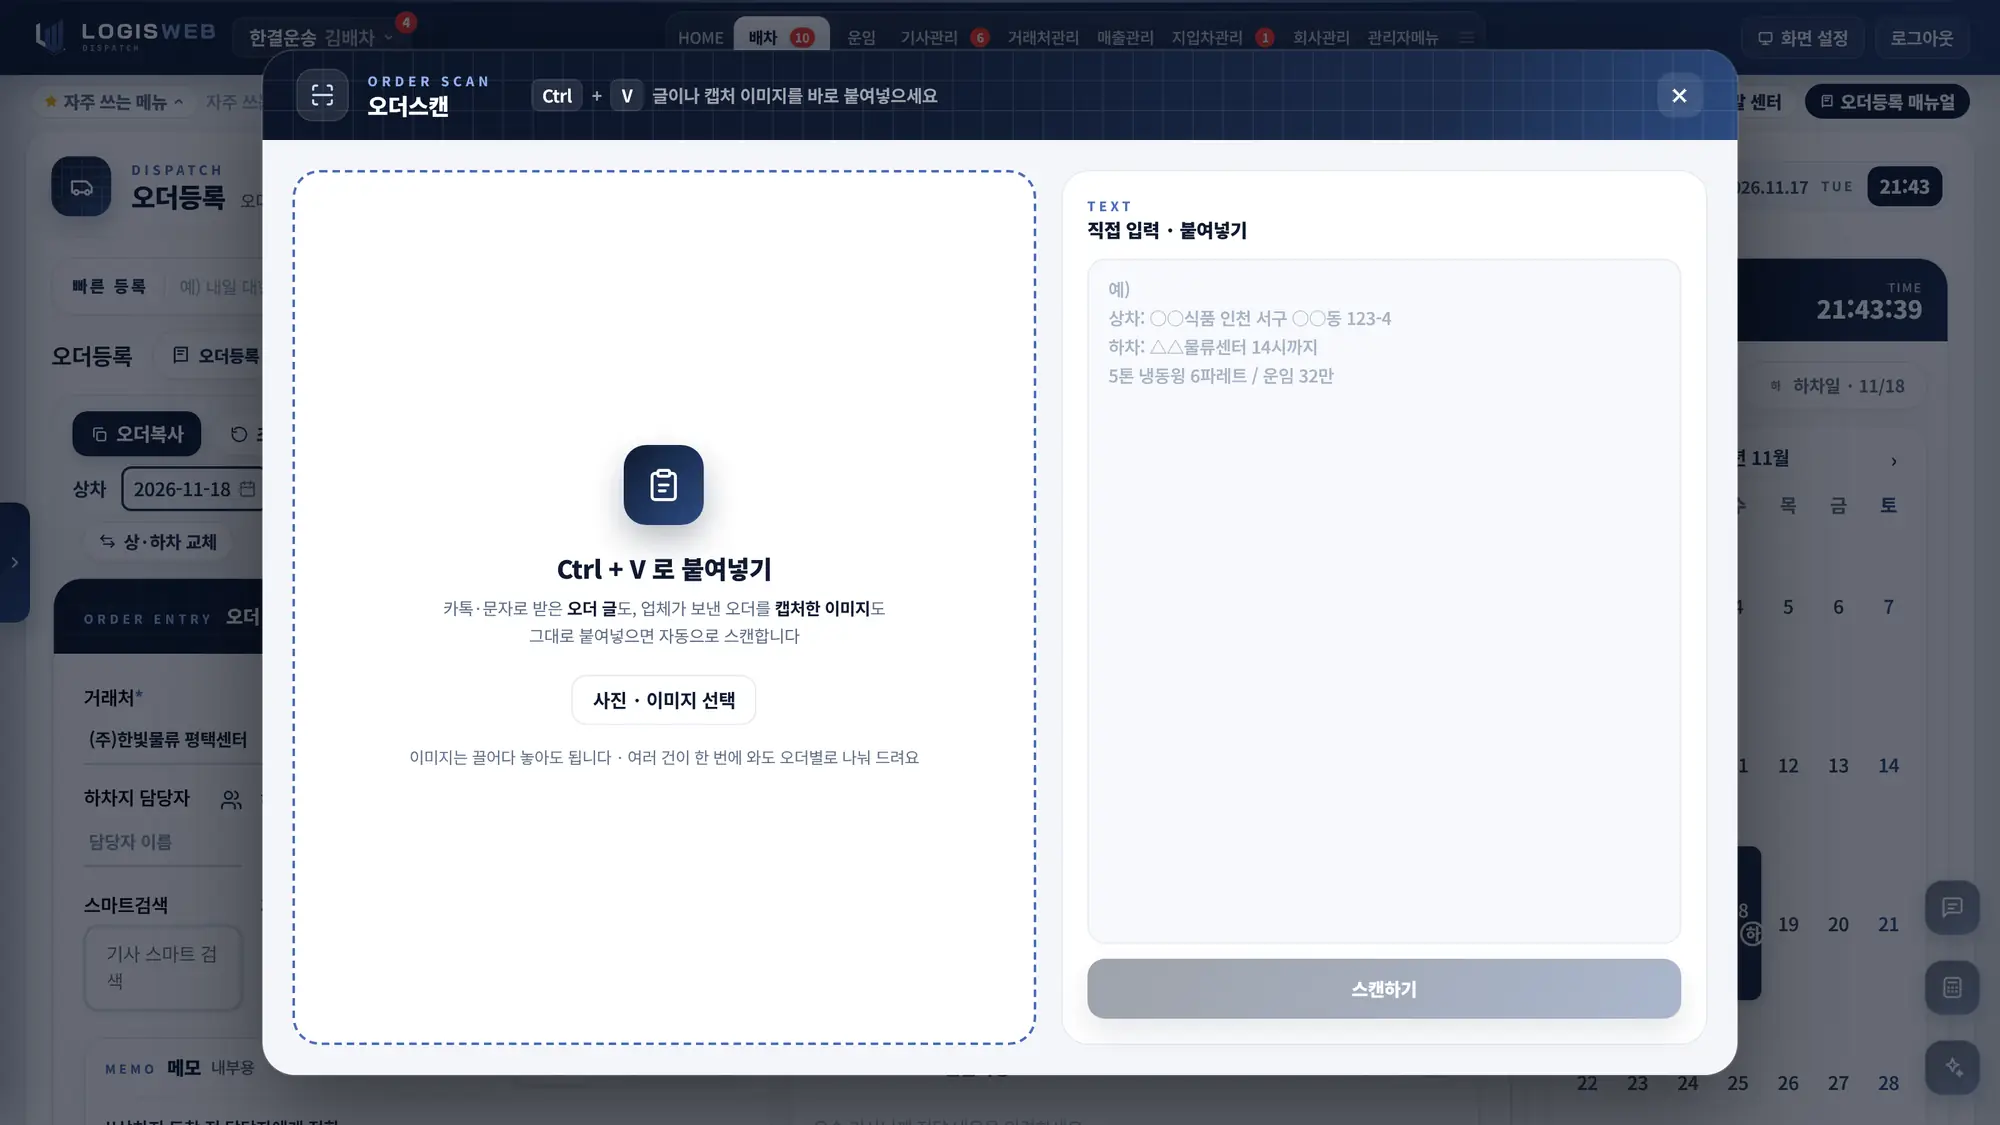 LOGISWEB
DISPATCH
한결운송 김배차 4
HOME 배차 10 운임 기사관리 6 거래처관리 매출관리 지입차관리 1 회사관리 관리자메뉴
화면 설정 로그아웃
자주 쓰는 메뉴 자주 쓰
센터 오더등록 매뉴얼
ORDER SCAN
오더스캔
Ctrl + V 글이나 캡처 이미지를 바로 붙여넣으세요
DISPATCH
오더등록
26.11.17 TUE 21:43
빠른 등록 예) 내일
TIME
21:43:39
오더등록 오더등록
하 하차일 · 11/18
오더복사
상차 2026-11-18
상·하차 교체
11월
목 금 토
ORDER ENTRY 오더
거래처*
(주)한빛물류 평택센터
하차지 담당자
담당자 이름
스마트검색
기사 스마트 검
색
MEMO 메모 내부용
Ctrl + V 로 붙여넣기
카톡·문자로 받은 오더 글도, 업체가 보낸 오더를 캡처한 이미지도
그대로 붙여넣으면 자동으로 스캔합니다
사진 · 이미지 선택
이미지는 끌어다 놓아도 됩니다 · 여러 건이 한 번에 와도 오더별로 나눠 드려요
TEXT
직접 입력 · 붙여넣기
예)
상차: ○○식품 인천 서구 ○○동 123-4
하차: △△물류센터 14시까지
5톤 냉동윙 6파레트 / 운임 32만
스캔하기
4 5 6 7
1 12 13 14
8 19 20 21
하
22 23 24 25 26 27 28